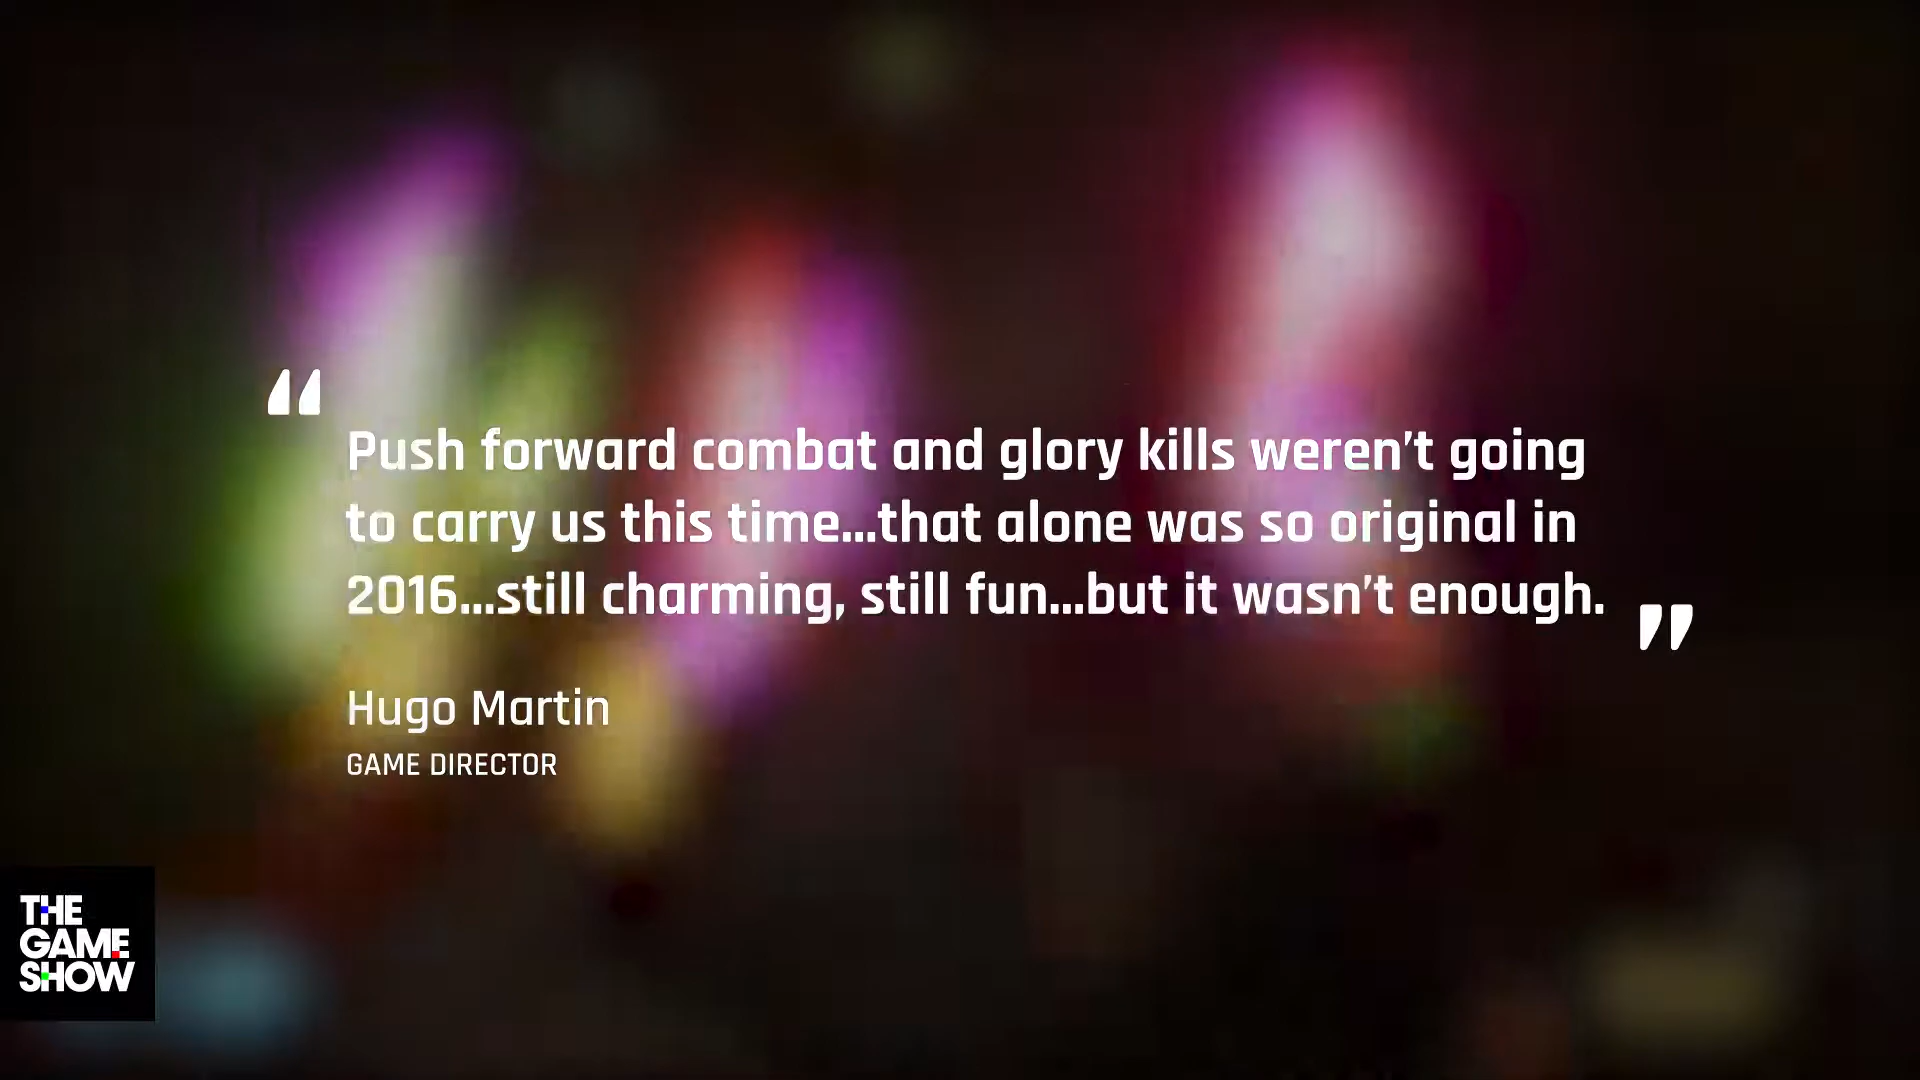 “
Push forward combat and glory kills weren’t going
to carry us this time...that alone was so original in
2016...still charming, still fun...but it wasn’t enough.
”
Hugo Martin
GAME DIRECTOR
THE
GAME
SHOW